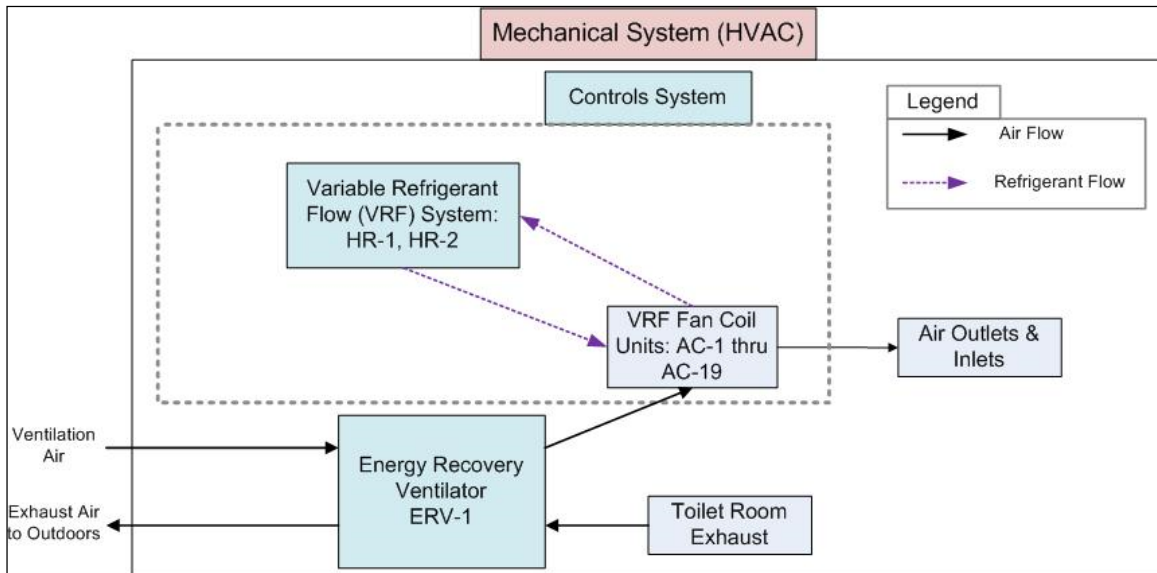 Mechanical System (HVAC)
Controls System
Legend
Air Flow
Refrigerant Flow
Variable Refrigerant
Flow (VRF) System:
HR-1, HR-2
VRF Fan Coil
Units: AC-1 thru
AC-19
Air Outlets &
Inlets
Ventilation
Air
Energy Recovery
Ventilator
ERV-1
Exhaust Air
to Outdoors
Toilet Room
Exhaust